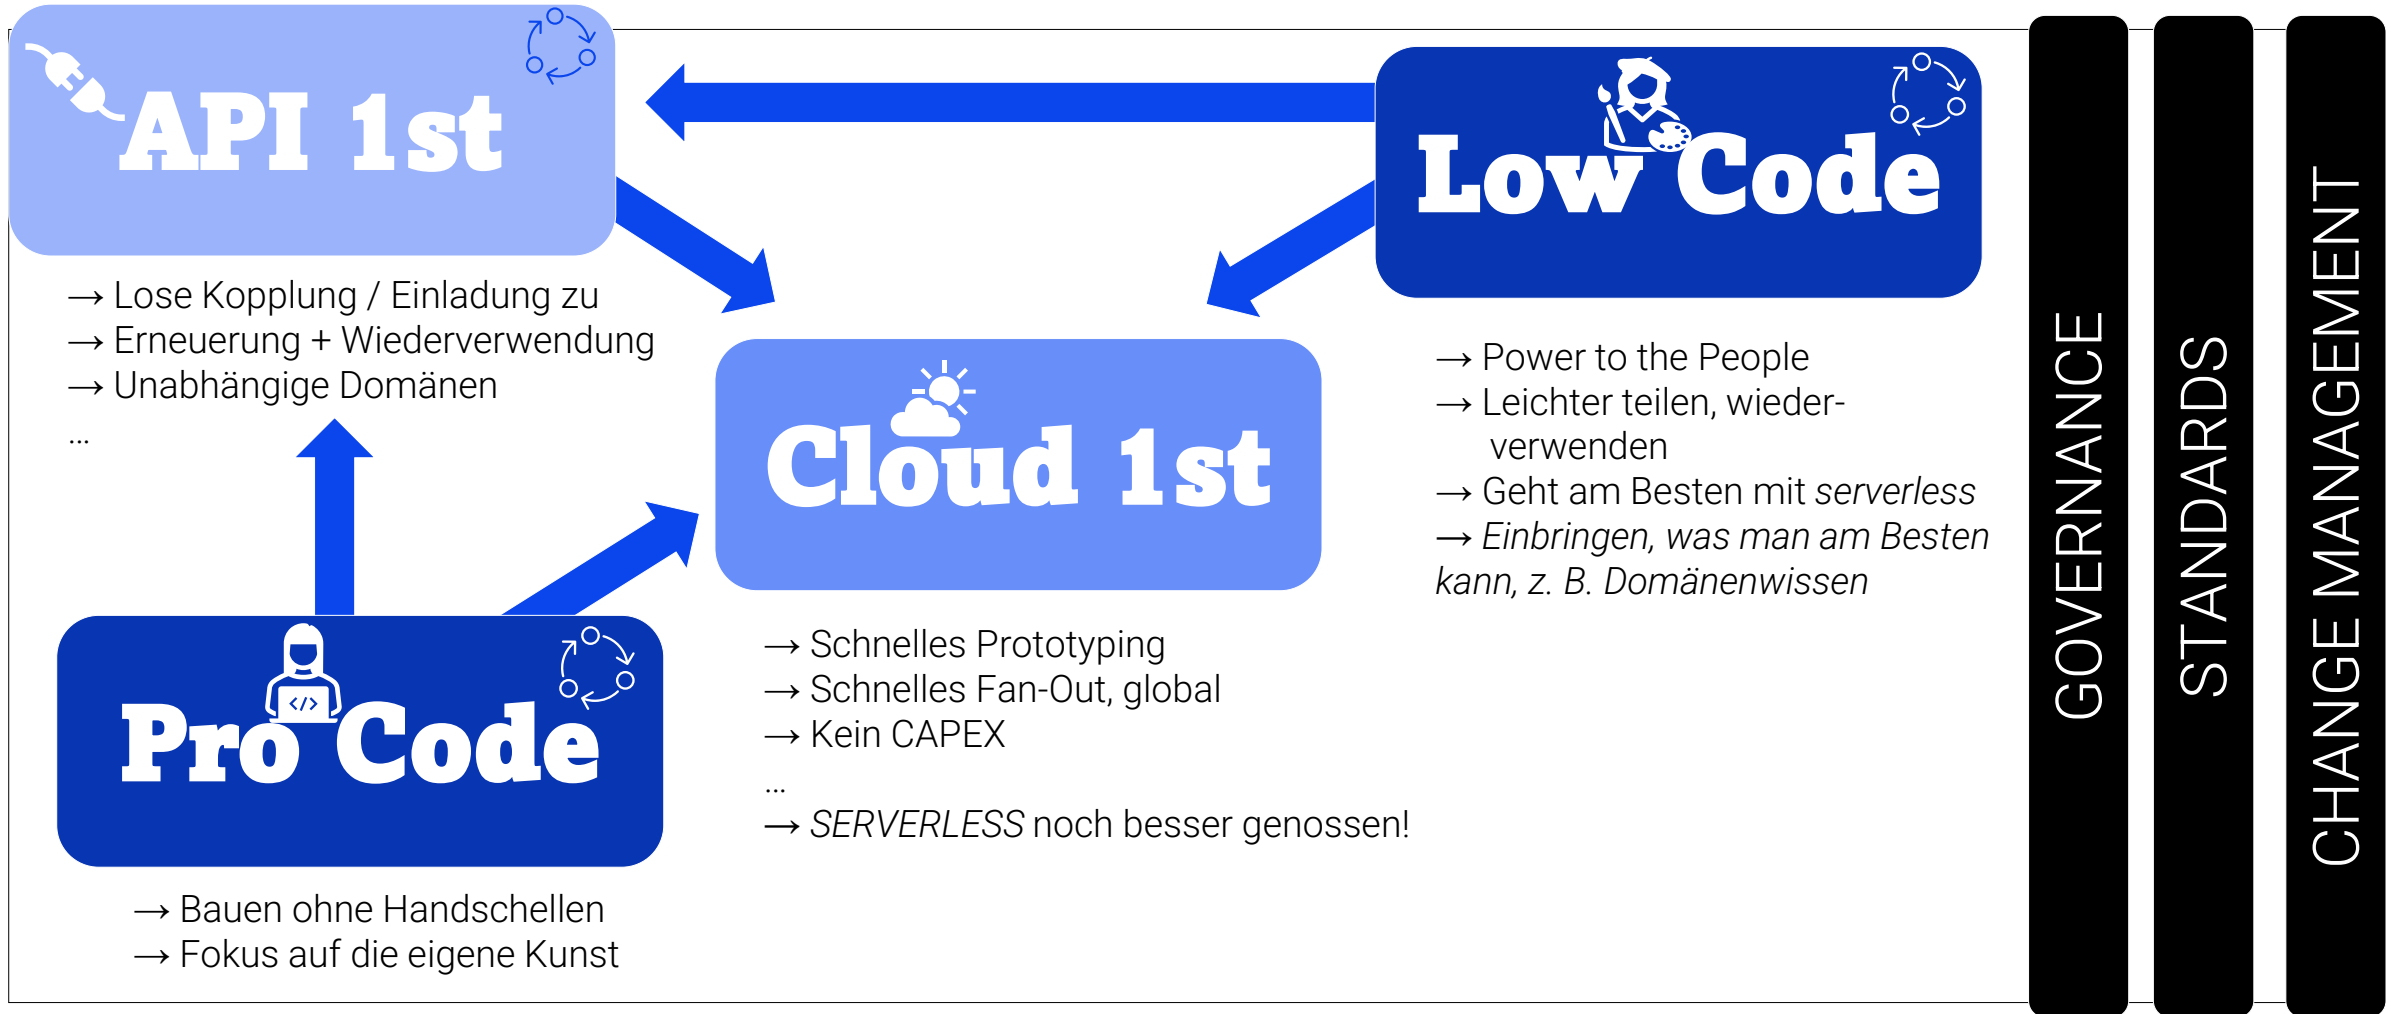 API 1st
→ Lose Kopplung / Einladung zu
→ Erneuerung + Wiederverwendung
→ Unabhängige Domänen
...
Low Code
→ Power to the People
→ Leichter teilen, wieder-
verwenden
→ Geht am Besten mit serverless
→ Einbringen, was man am Besten
kann, z. B. Domänenwissen
Cloud 1st
→ Schnelles Prototyping
→ Schnelles Fan-Out, global
→ Kein CAPEX
...
→ SERVERLESS noch besser genossen!
</>
Pro Code
→ Bauen ohne Handschellen
→ Fokus auf die eigene Kunst
GOVERNANCE
STANDARDS
CHANGE MANAGEMENT